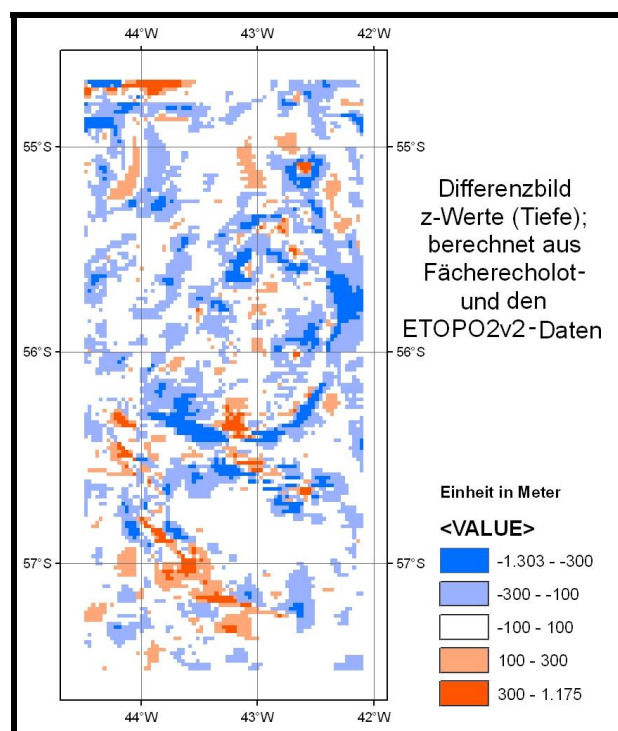 44°W 43°W 42°W
55°S 55°S
Differenzbild
z-Werte (Tiefe);
berechnet aus
Fächerecholot-
und den
ETOPO2v2-Daten
56°S 56°S
Einheit in Meter
<VALUE>
-1.303 - -300
57°S 57°S
-300 - -100
-100 - 100
100 - 300
300 - 1.175
44°W 43°W 42°W